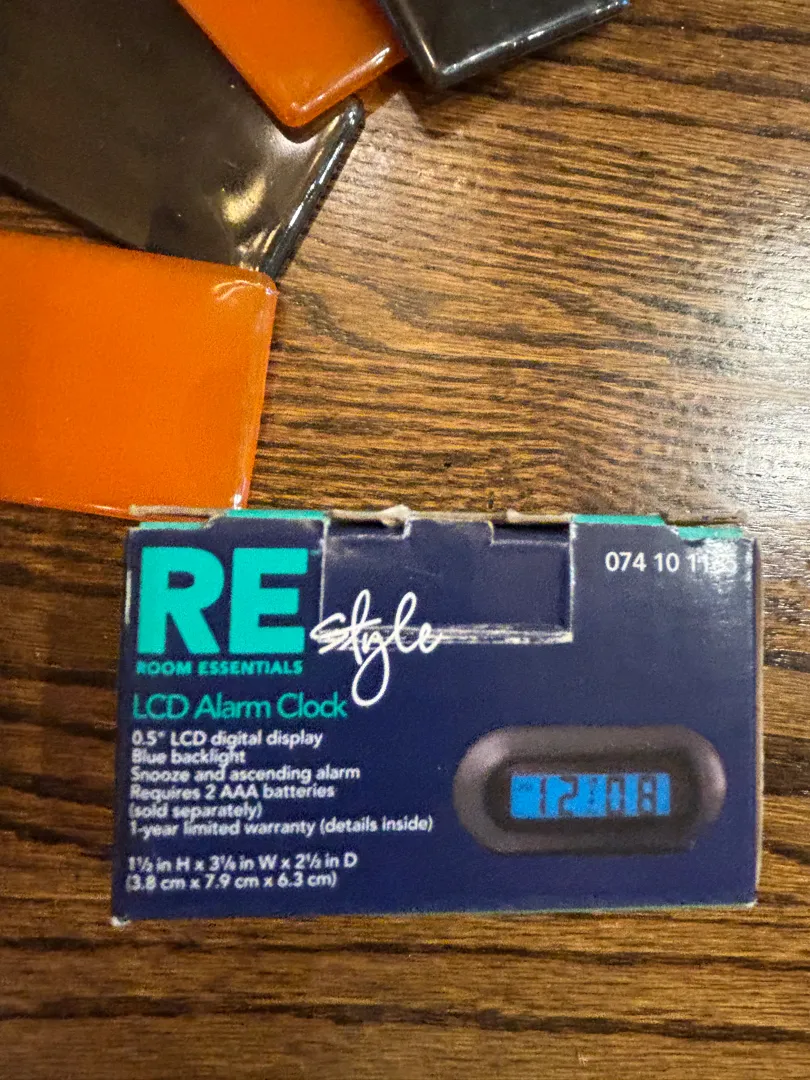 RE
style
074 10
ROOM ESSENTIALS
LCD Alarm Clock
0.5" LCD digital display
Blue backlight
Snooze and ascending alarm
Requires 2 AAA batteries
(sold separately)
1-year limited warranty (details inside)
12:08
1½ in H x 3⅛ in W x 2½ in D
(3.8 cm x 7.9 cm x 6.3 cm)